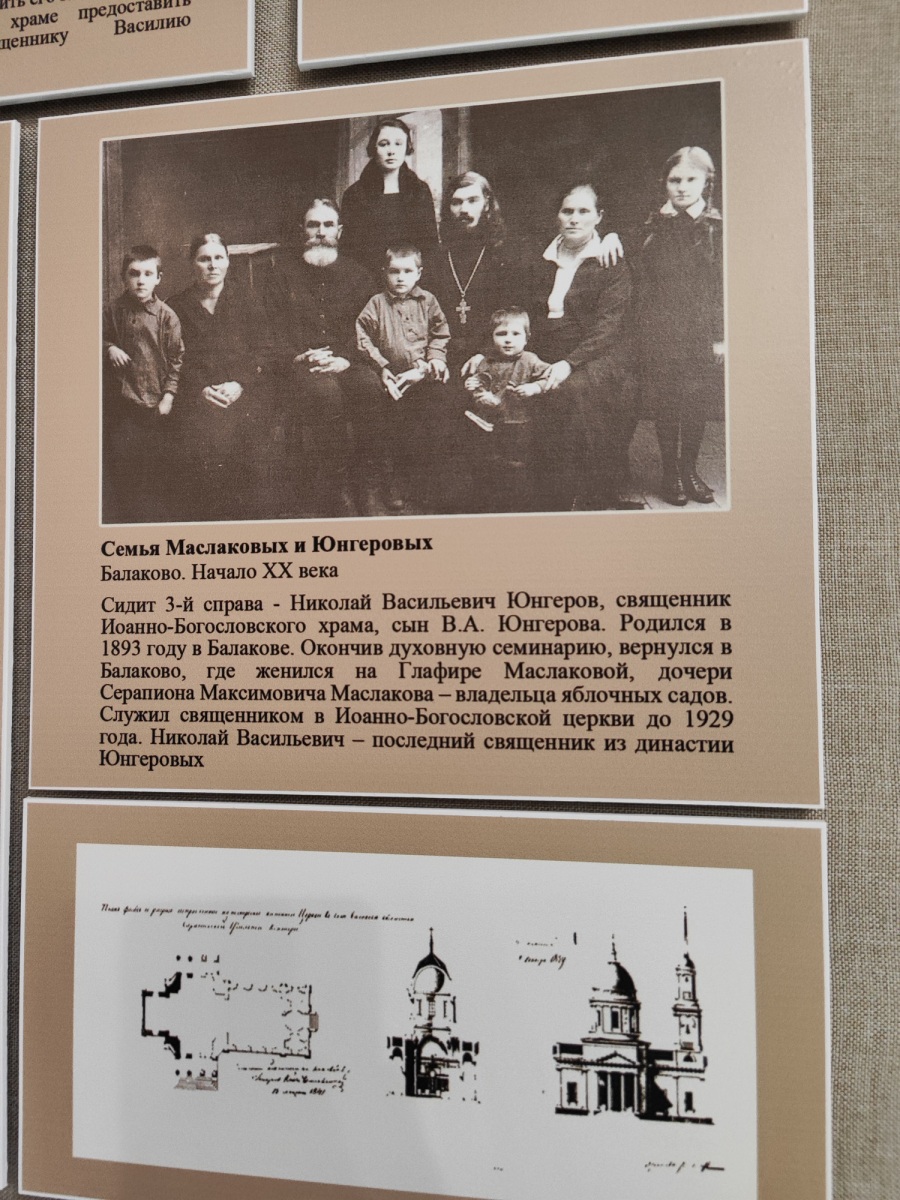 храме предоставить
Василию
Семья Маслаковых и Юнгеровых
Балаково. Начало XX века
Сидит 3-й справа - Николай Васильевич Юнгеров, священник
Иоанно-Богословского храма, сын В.А. Юнгерова. Родился в
1893 году в Балакове. Окончив духовную семинарию, вернулся в
Балаково, где женился на Глафире Маслаковой, дочери
Серапиона Максимовича Маслакова – владельца яблочных садов.
Служил священником в Иоанно-Богословской церкви до 1929
года. Николай Васильевич – последний священник из династии
Юнгеровых